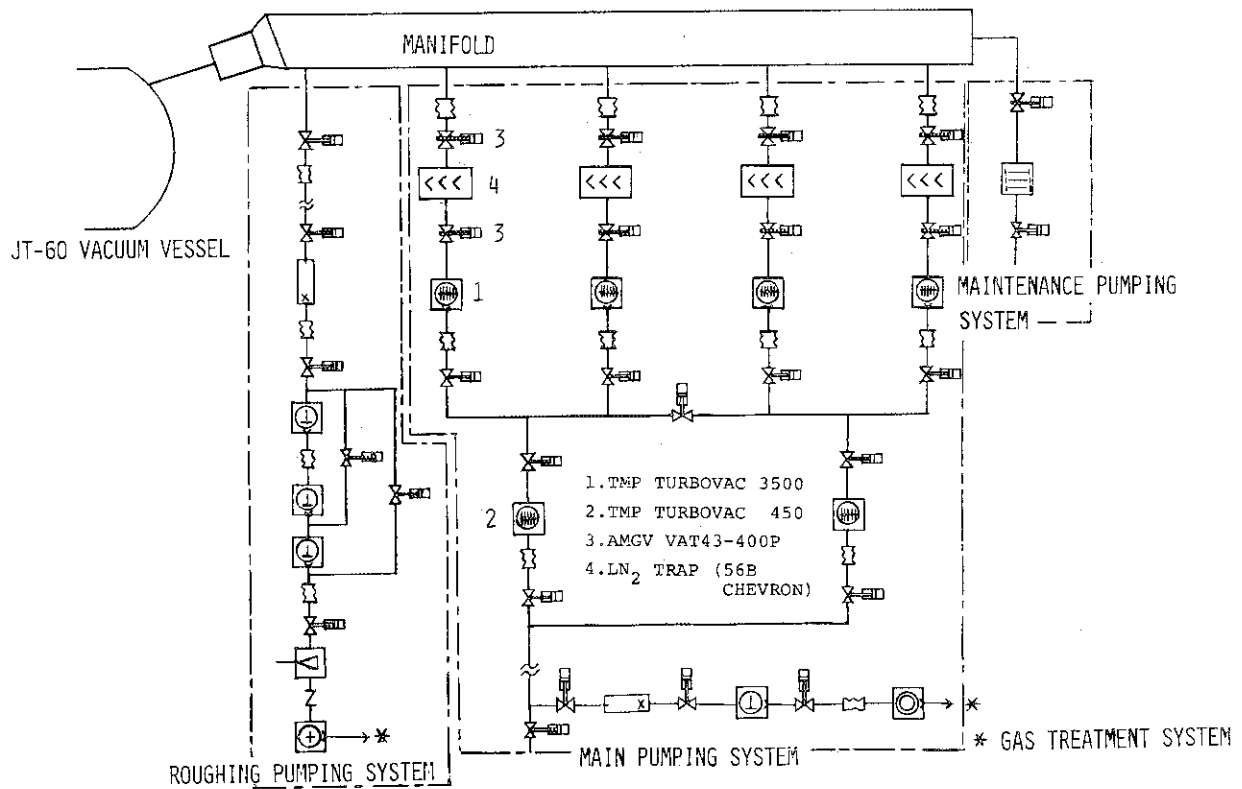 MANIFOLD
JT-60 VACUUM VESSEL
3
4
3
1
MAINTENANCE PUMPING
SYSTEM
2
1.TMP TURBOVAC 3500
2.TMP TURBOVAC 450
3.AMGV VAT43-400P
4.LN2 TRAP (56B
CHEVRON)
*
*
* GAS TREATMENT SYSTEM
MAIN PUMPING SYSTEM
ROUGHING PUMPING SYSTEM